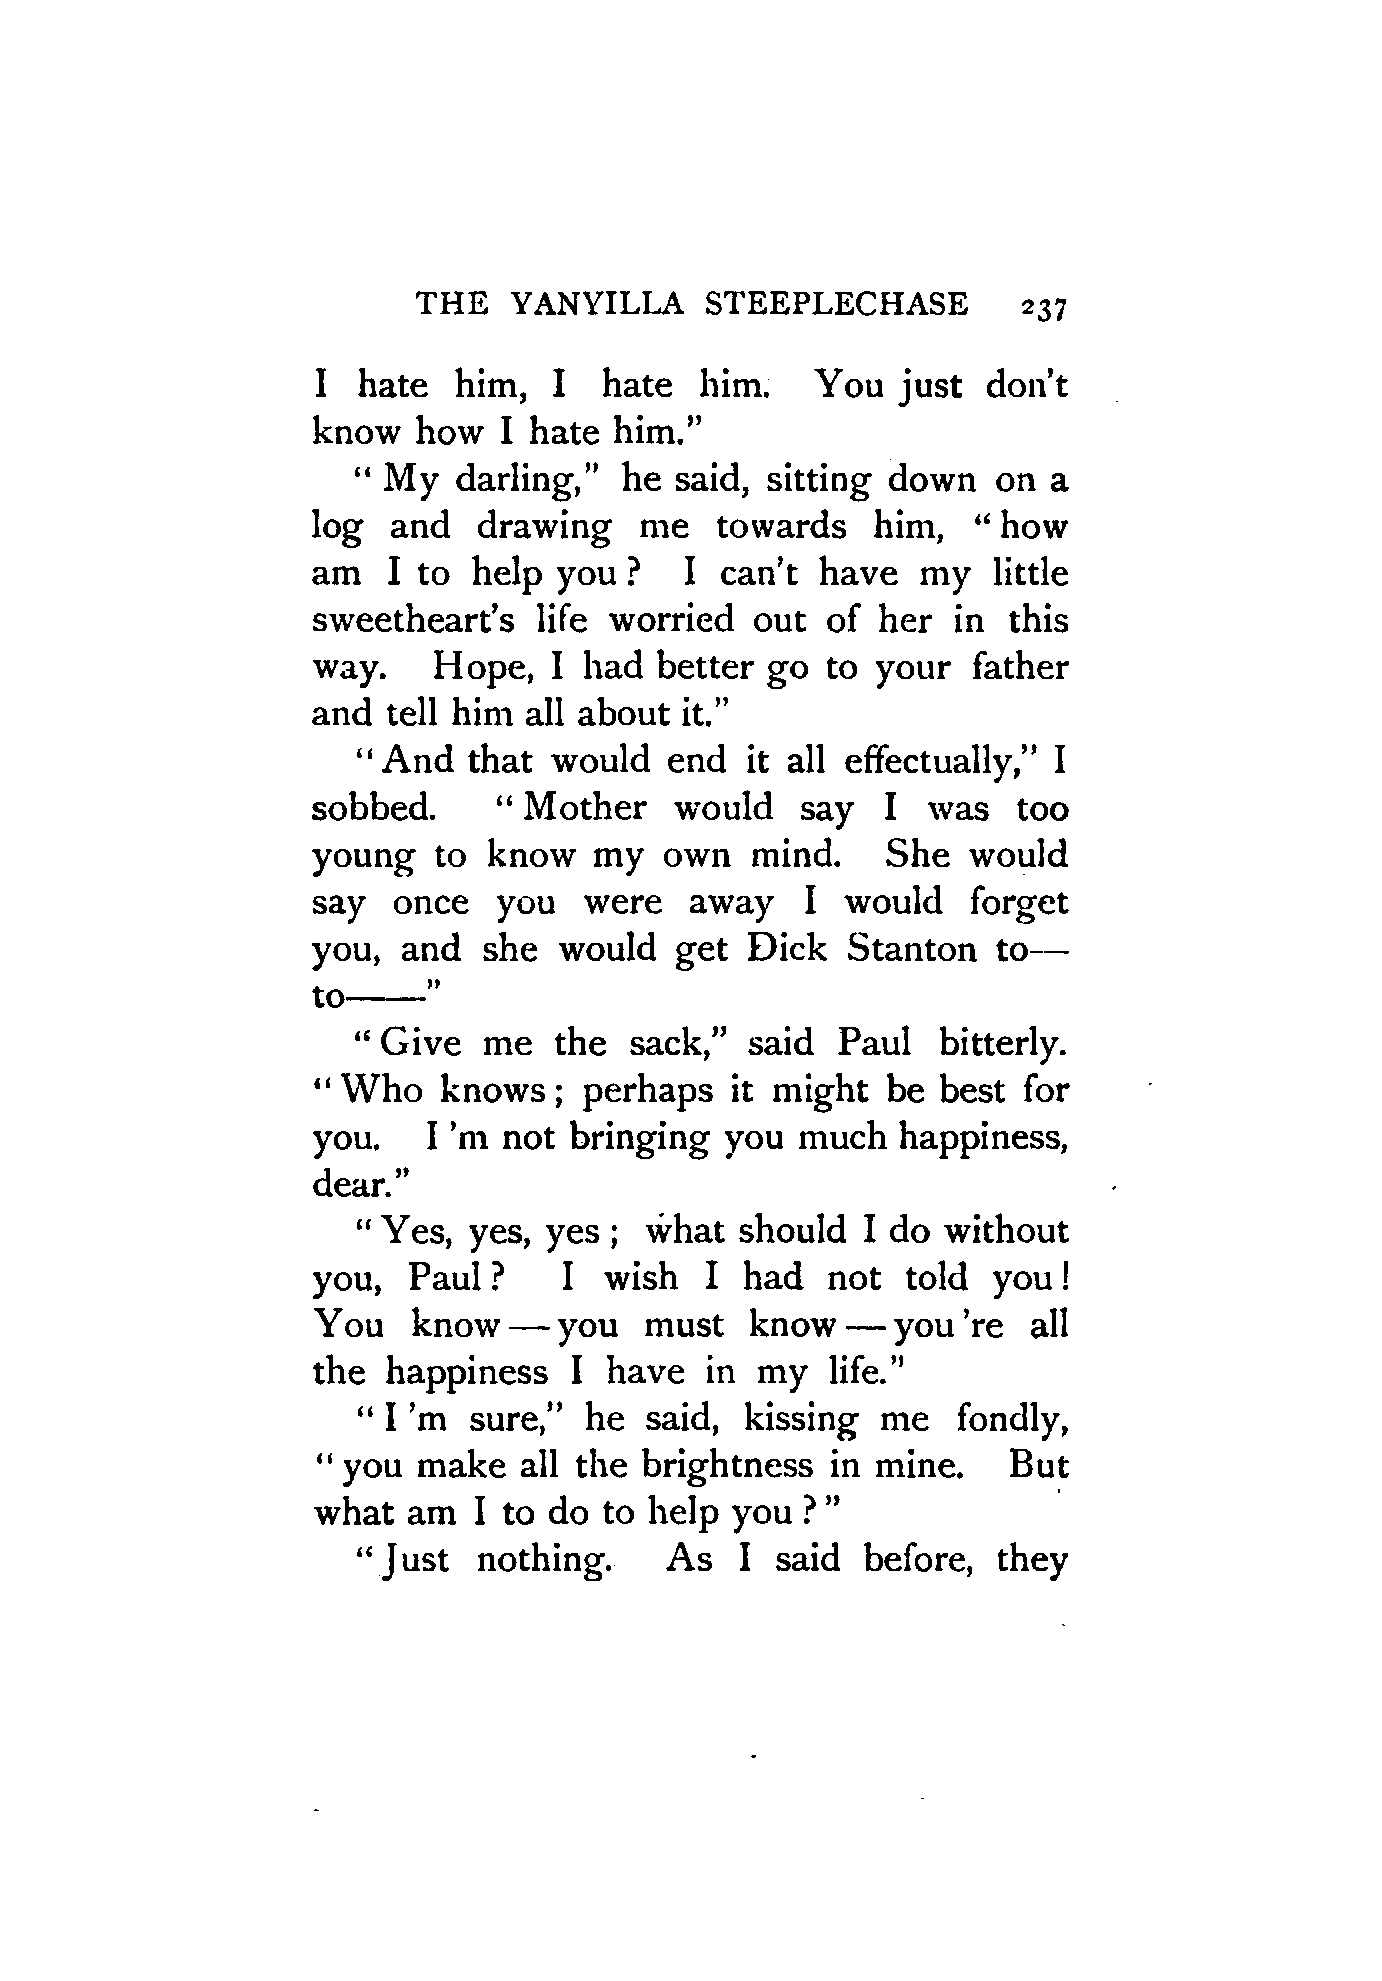 THE YANYILLA STEEPLECHASE 237
I hate him, I hate him. You just don't
know how I hate him."
"My darling," he said, sitting down on a
log and drawing me towards him, "how
am I to help you? I can't have my little
sweetheart's life worried out of her in this
way. Hope, I had better go to your father
and tell him all about it."
"And that would end it all effectually," I
sobbed. "Mother would say I was too
young to know my own mind. She would
say once you were away I would forget
you, and she would get Dick Stanton to—
to——"
"Give me the sack," said Paul bitterly.
"Who knows; perhaps it might be best for
you. I'm not bringing you much happiness,
dear."
"Yes, yes, yes; what should I do without
you, Paul? I wish I had not told you!
You know—you must know—you're all
the happiness I have in my life."
"I'm sure," he said, kissing me fondly,
"you make all the brightness in mine. But
what am I to do to help you?"
"Just nothing. As I said before, they